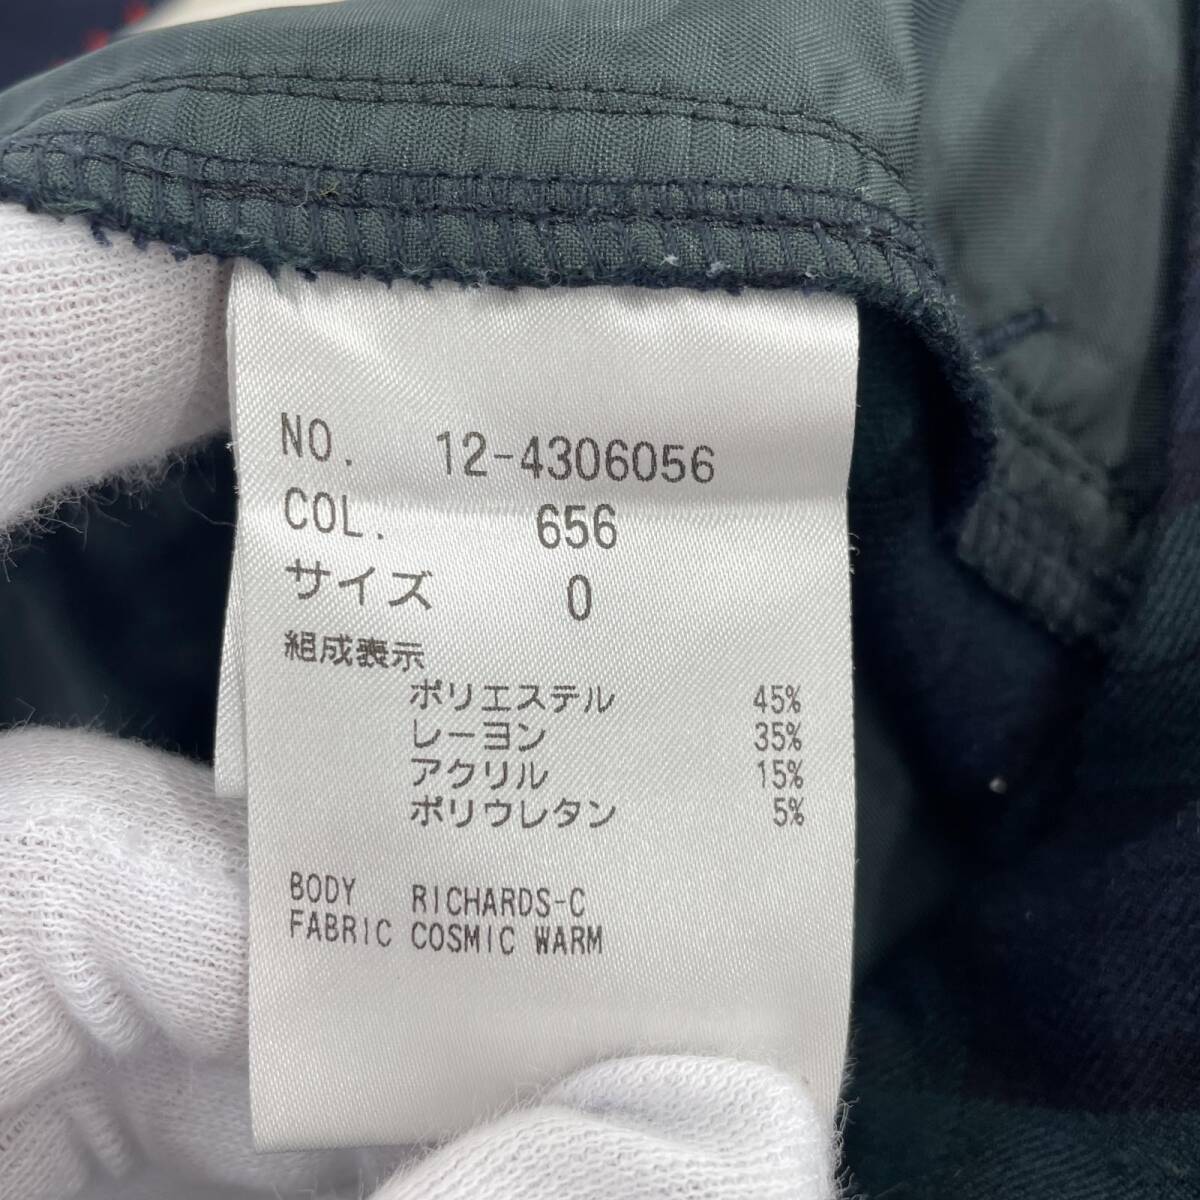 NO. 12-4306056
COL. 656
サイズ 0
組成表示
ポリエステル 45%
レーヨン 35%
アクリル 15%
ポリウレタン 5%
BODY RICHARDS-C
FABRIC COSMIC WARM